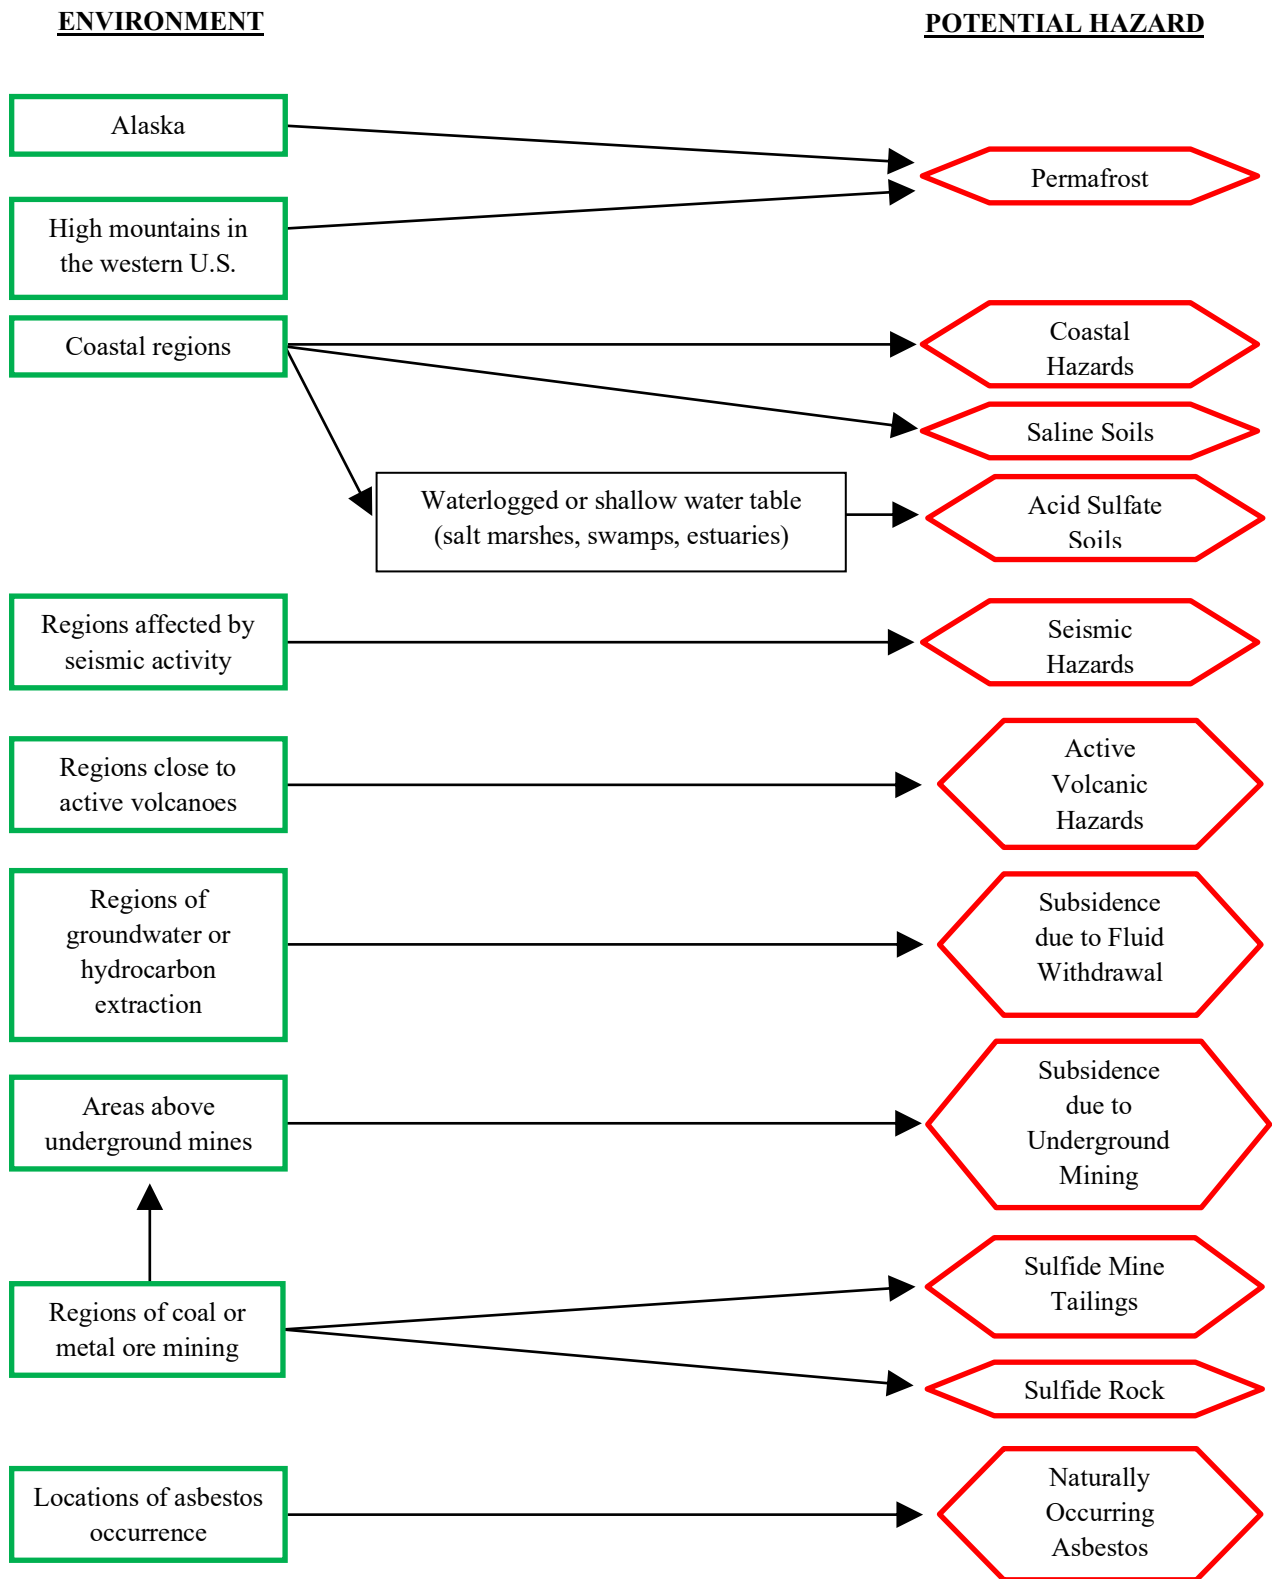 ENVIRONMENT
POTENTIAL HAZARD
Alaska
Permafrost
High mountains in
the western U.S.
Coastal regions
Coastal
Hazards
Saline Soils
Waterlogged or shallow water table
(salt marshes, swamps, estuaries)
Acid Sulfate
Soils
Regions affected by
seismic activity
Seismic
Hazards
Regions close to
active volcanoes
Active
Volcanic
Hazards
Regions of
groundwater or
hydrocarbon
extraction
Subsidence
due to Fluid
Withdrawal
Areas above
underground mines
Subsidence
due to
Underground
Mining
Regions of coal or
metal ore mining
Sulfide Mine
Tailings
Sulfide Rock
Locations of asbestos
occurrence
Naturally
Occurring
Asbestos